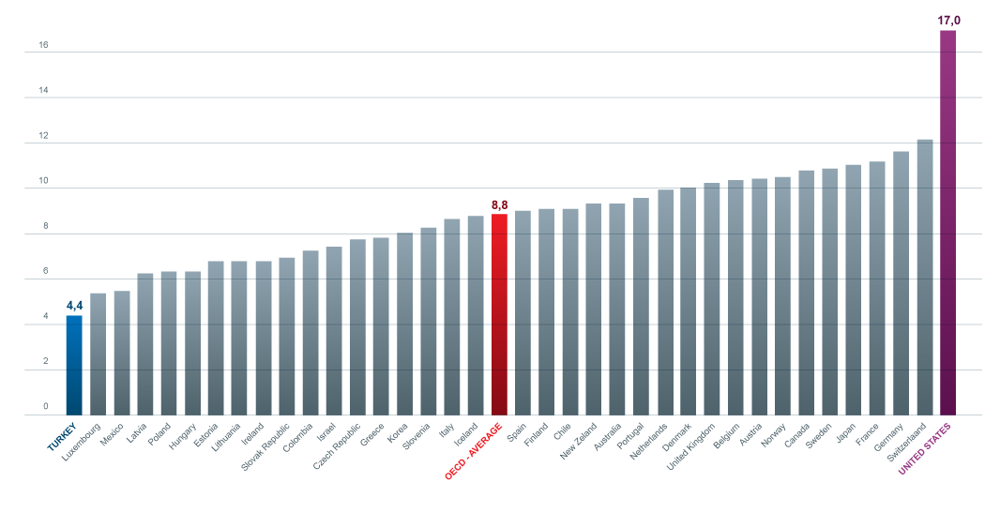 17,0
16
14
12
10
8,8
8
6
4,4
4
2
0
TURKEY
Luxembourg
Mexico
Latvia
Poland
Hungary
Estonia
Lithuania
Ireland
Slovak Republic
Colombia
Israel
Czech Republic
Greece
Korea
Slovenia
Italy
Iceland
OECD - AVERAGE
Spain
Finland
Chile
New Zeland
Australia
Portugal
Netherlands
Denmark
United Kingdom
Belgium
Austria
Norway
Canada
Sweden
Japan
France
Germany
Switzerlaand
UNITED STATES